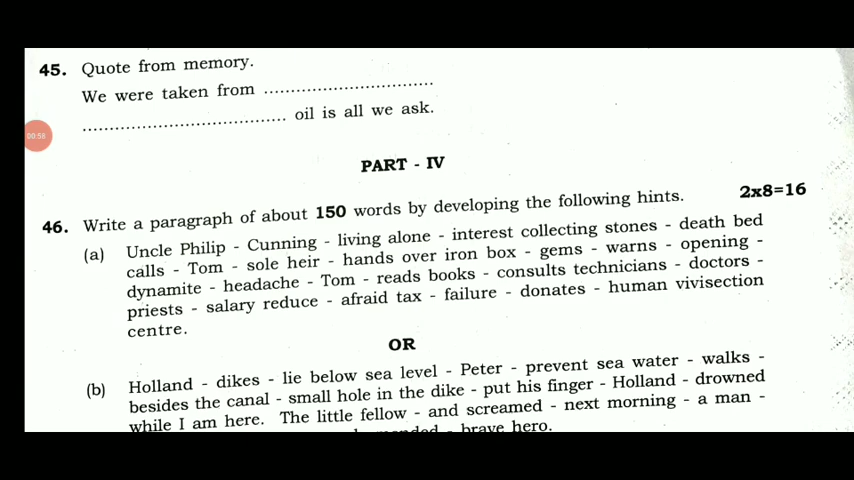 45. Quote from memory.
We were taken from ..................................
......................................... oil is all we ask.
00:56
PART - IV
46. Write a paragraph of about 150 words by developing the following hints. 2x8=16
(a) Uncle Philip - Cunning - living alone - interest collecting stones - death bed
calls - Tom - sole heir - hands over iron box - gems - warns - opening -
dynamite - headache - Tom - reads books - consults technicians - doctors -
priests - salary reduce - afraid tax - failure - donates - human vivisection
centre.
OR
(b) Holland - dikes - lie below sea level - Peter - prevent sea water - walks -
besides the canal - small hole in the dike - put his finger - Holland - drowned
while I am here. The little fellow - and screamed - next morning - a man -
- brave hero.